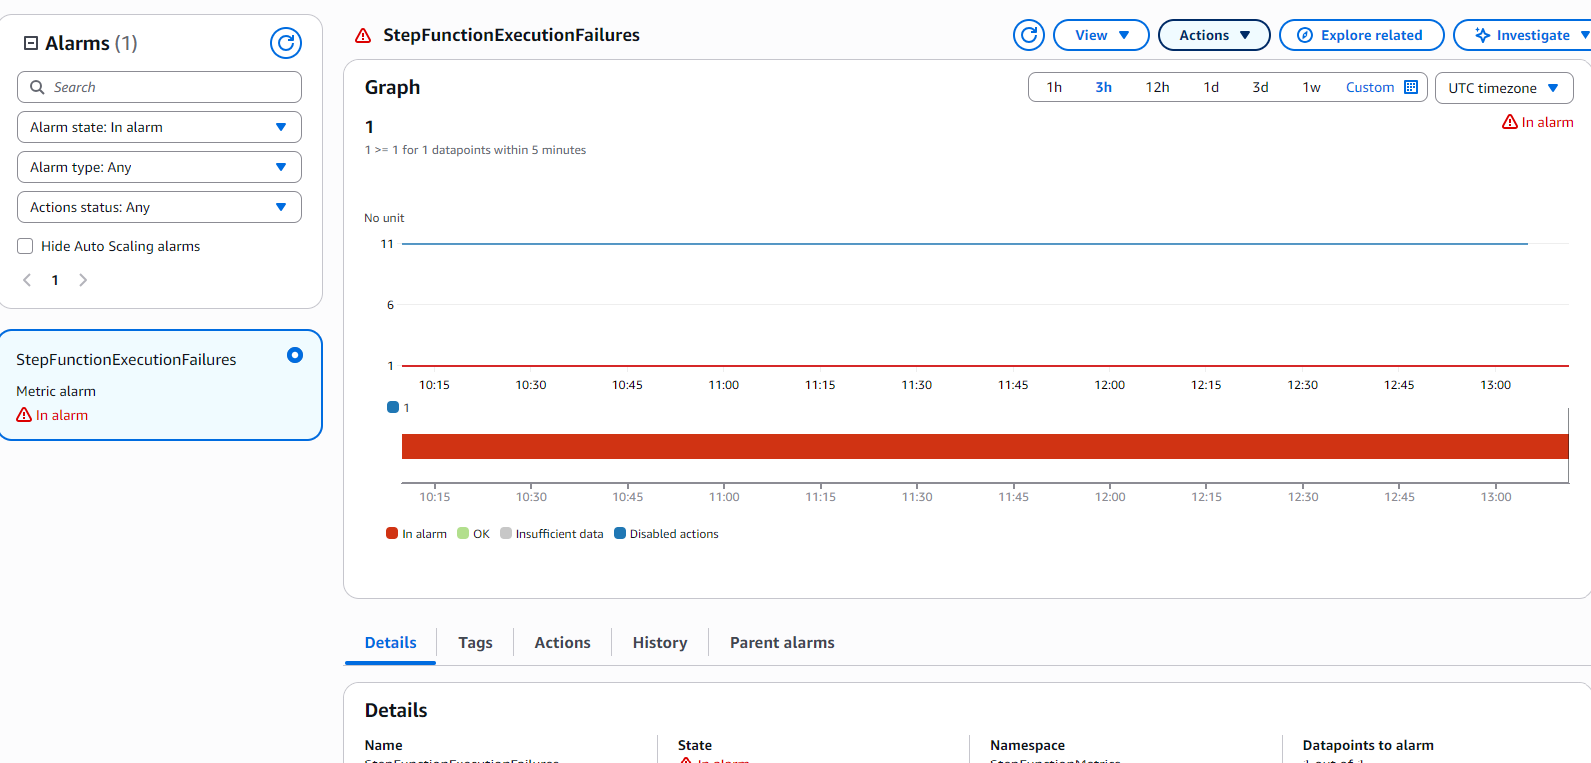 Alarms (1)
Search
Alarm state: In alarm
Alarm type: Any
Actions status: Any
Hide Auto Scaling alarms
1
StepFunctionExecutionFailures
Metric alarm
In alarm
StepFunctionExecutionFailures
View
Actions
Explore related
Investigate
Graph
1h 3h 12h 1d 3d 1w Custom
UTC timezone
1
In alarm
1 >= 1 for 1 datapoints within 5 minutes
No unit
11
6
1
10:15 10:30 10:45 11:00 11:15 11:30 11:45 12:00 12:15 12:30 12:45 13:00
1
10:15 10:30 10:45 11:00 11:15 11:30 11:45 12:00 12:15 12:30 12:45 13:00
In alarm OK Insufficient data Disabled actions
Details Tags Actions History Parent alarms
Details
Name State Namespace Datapoints to alarm
StepFunctionExecutionFailures In alarm StepFunctionMetrics